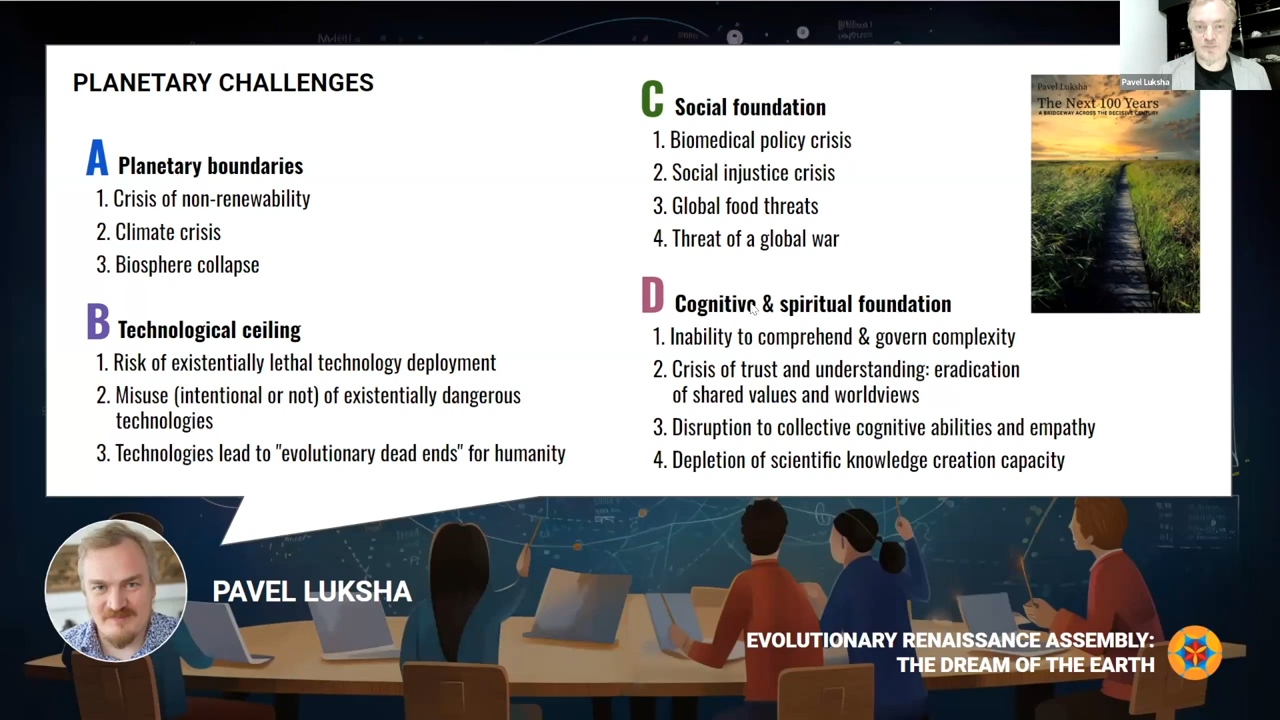 PLANETARY CHALLENGES
A Planetary boundaries
1. Crisis of non-renewability
2. Climate crisis
3. Biosphere collapse
B Technological ceiling
1. Risk of existentially lethal technology deployment
2. Misuse (intentional or not) of existentially dangerous
technologies
3. Technologies lead to "evolutionary dead ends" for humanity
C Social foundation
1. Biomedical policy crisis
2. Social injustice crisis
3. Global food threats
4. Threat of a global war
D Cognitive & spiritual foundation
1. Inability to comprehend & govern complexity
2. Crisis of trust and understanding: eradication
of shared values and worldviews
3. Disruption to collective cognitive abilities and empathy
4. Depletion of scientific knowledge creation capacity
Pavel Luksha
Pavel Luksha
The Next 100 Years
A BRIDGEWAY ACROSS THE DECISIVE CENTURY
PAVEL LUKSHA
EVOLUTIONARY RENAISSANCE ASSEMBLY:
THE DREAM OF THE EARTH